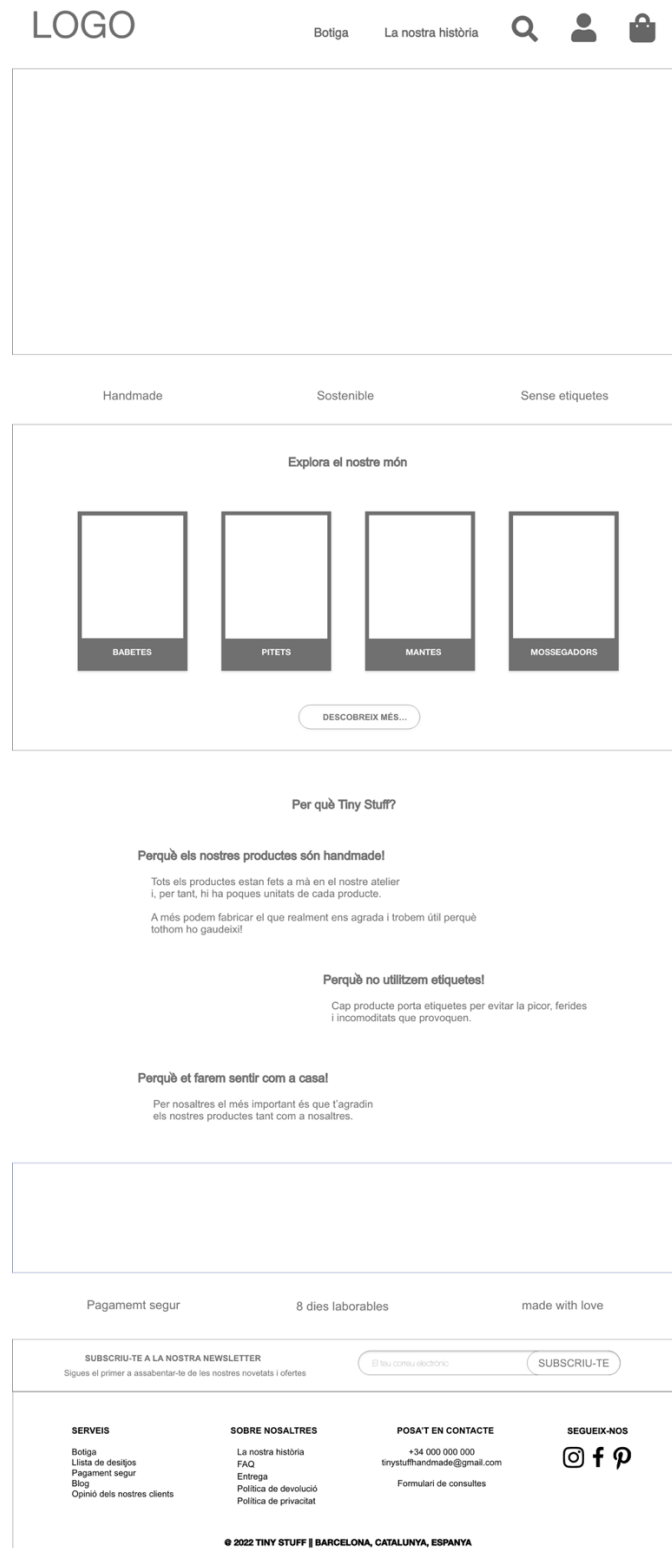 LOGO
Botiga
La nostra història
Handmade
Sostenible
Sense etiquetes
Explora el nostre món
BABETES
PITETS
MANTES
MOSSEGADORS
DESCOBREIX MÉS...
Per què Tiny Stuff?
Perquè els nostres productes són handmade!
Tots els productes estan fets a mà en el nostre atelier
i, per tant, hi ha poques unitats de cada producte.
A més podem fabricar el que realment ens agrada i trobem útil perquè
tothom ho gaudeixi!
Perquè no utilitzem etiquetes!
Cap producte porta etiquetes per evitar la picor, ferides
i incomoditats que provoquen.
Perquè et farem sentir com a casa!
Per nosaltres el més important és que t'agradin
els nostres productes tant com a nosaltres.
Pagamemt segur
8 dies laborables
made with love
SUBSCRIU-TE A LA NOSTRA NEWSLETTER
Sigues el primer a assabentar-te de les nostres novetats i ofertes
El teu correu electrònic
SUBSCRIU-TE
SERVEIS
Botiga
Llista de desitjos
Pagament segur
Blog
Opinió dels nostres clients
SOBRE NOSALTRES
La nostra història
FAQ
Entrega
Política de devolució
Política de privacitat
POSA'T EN CONTACTE
+34 000 000 000
tinystuffhandmade@gmail.com
Formulari de consultes
SEGUEIX-NOS
@ 2022 TINY STUFF || BARCELONA, CATALUNYA, ESPANYA